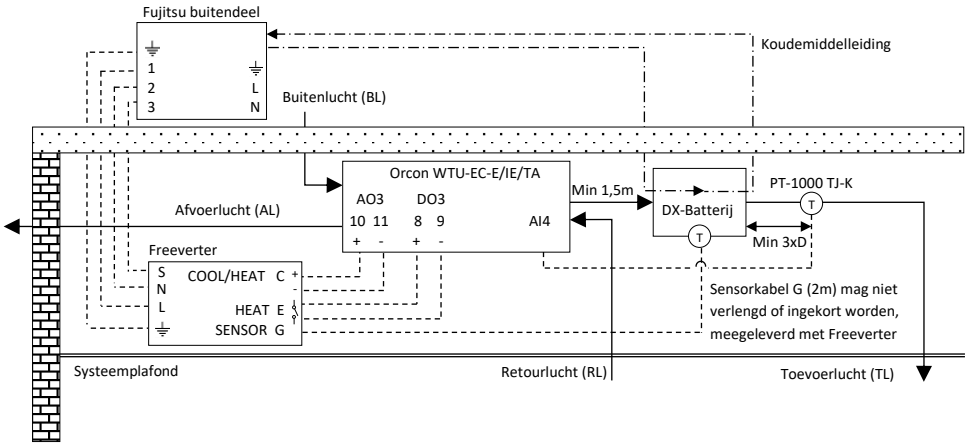 Fujitsu buitendeel
1
2
3
L
N
Koudemiddelleiding
Buitenlucht (BL)
Orcon WTU-EC-E/IE/TA
AO3 DO3
10 11 8 9 AI4
+ - + -
Min 1,5m
DX-Batterij
T
PT-1000 TJ-K
T
Min 3xD
Afvoerlucht (AL)
Freeverter
S
N
L
COOL/HEAT C +
-
HEAT E
SENSOR G
Sensorkabel G (2m) mag niet
verlengd of ingekort worden,
meegeleverd met Freeverter
Systeemplafond
Retourlucht (RL)
Toevoerlucht (TL)